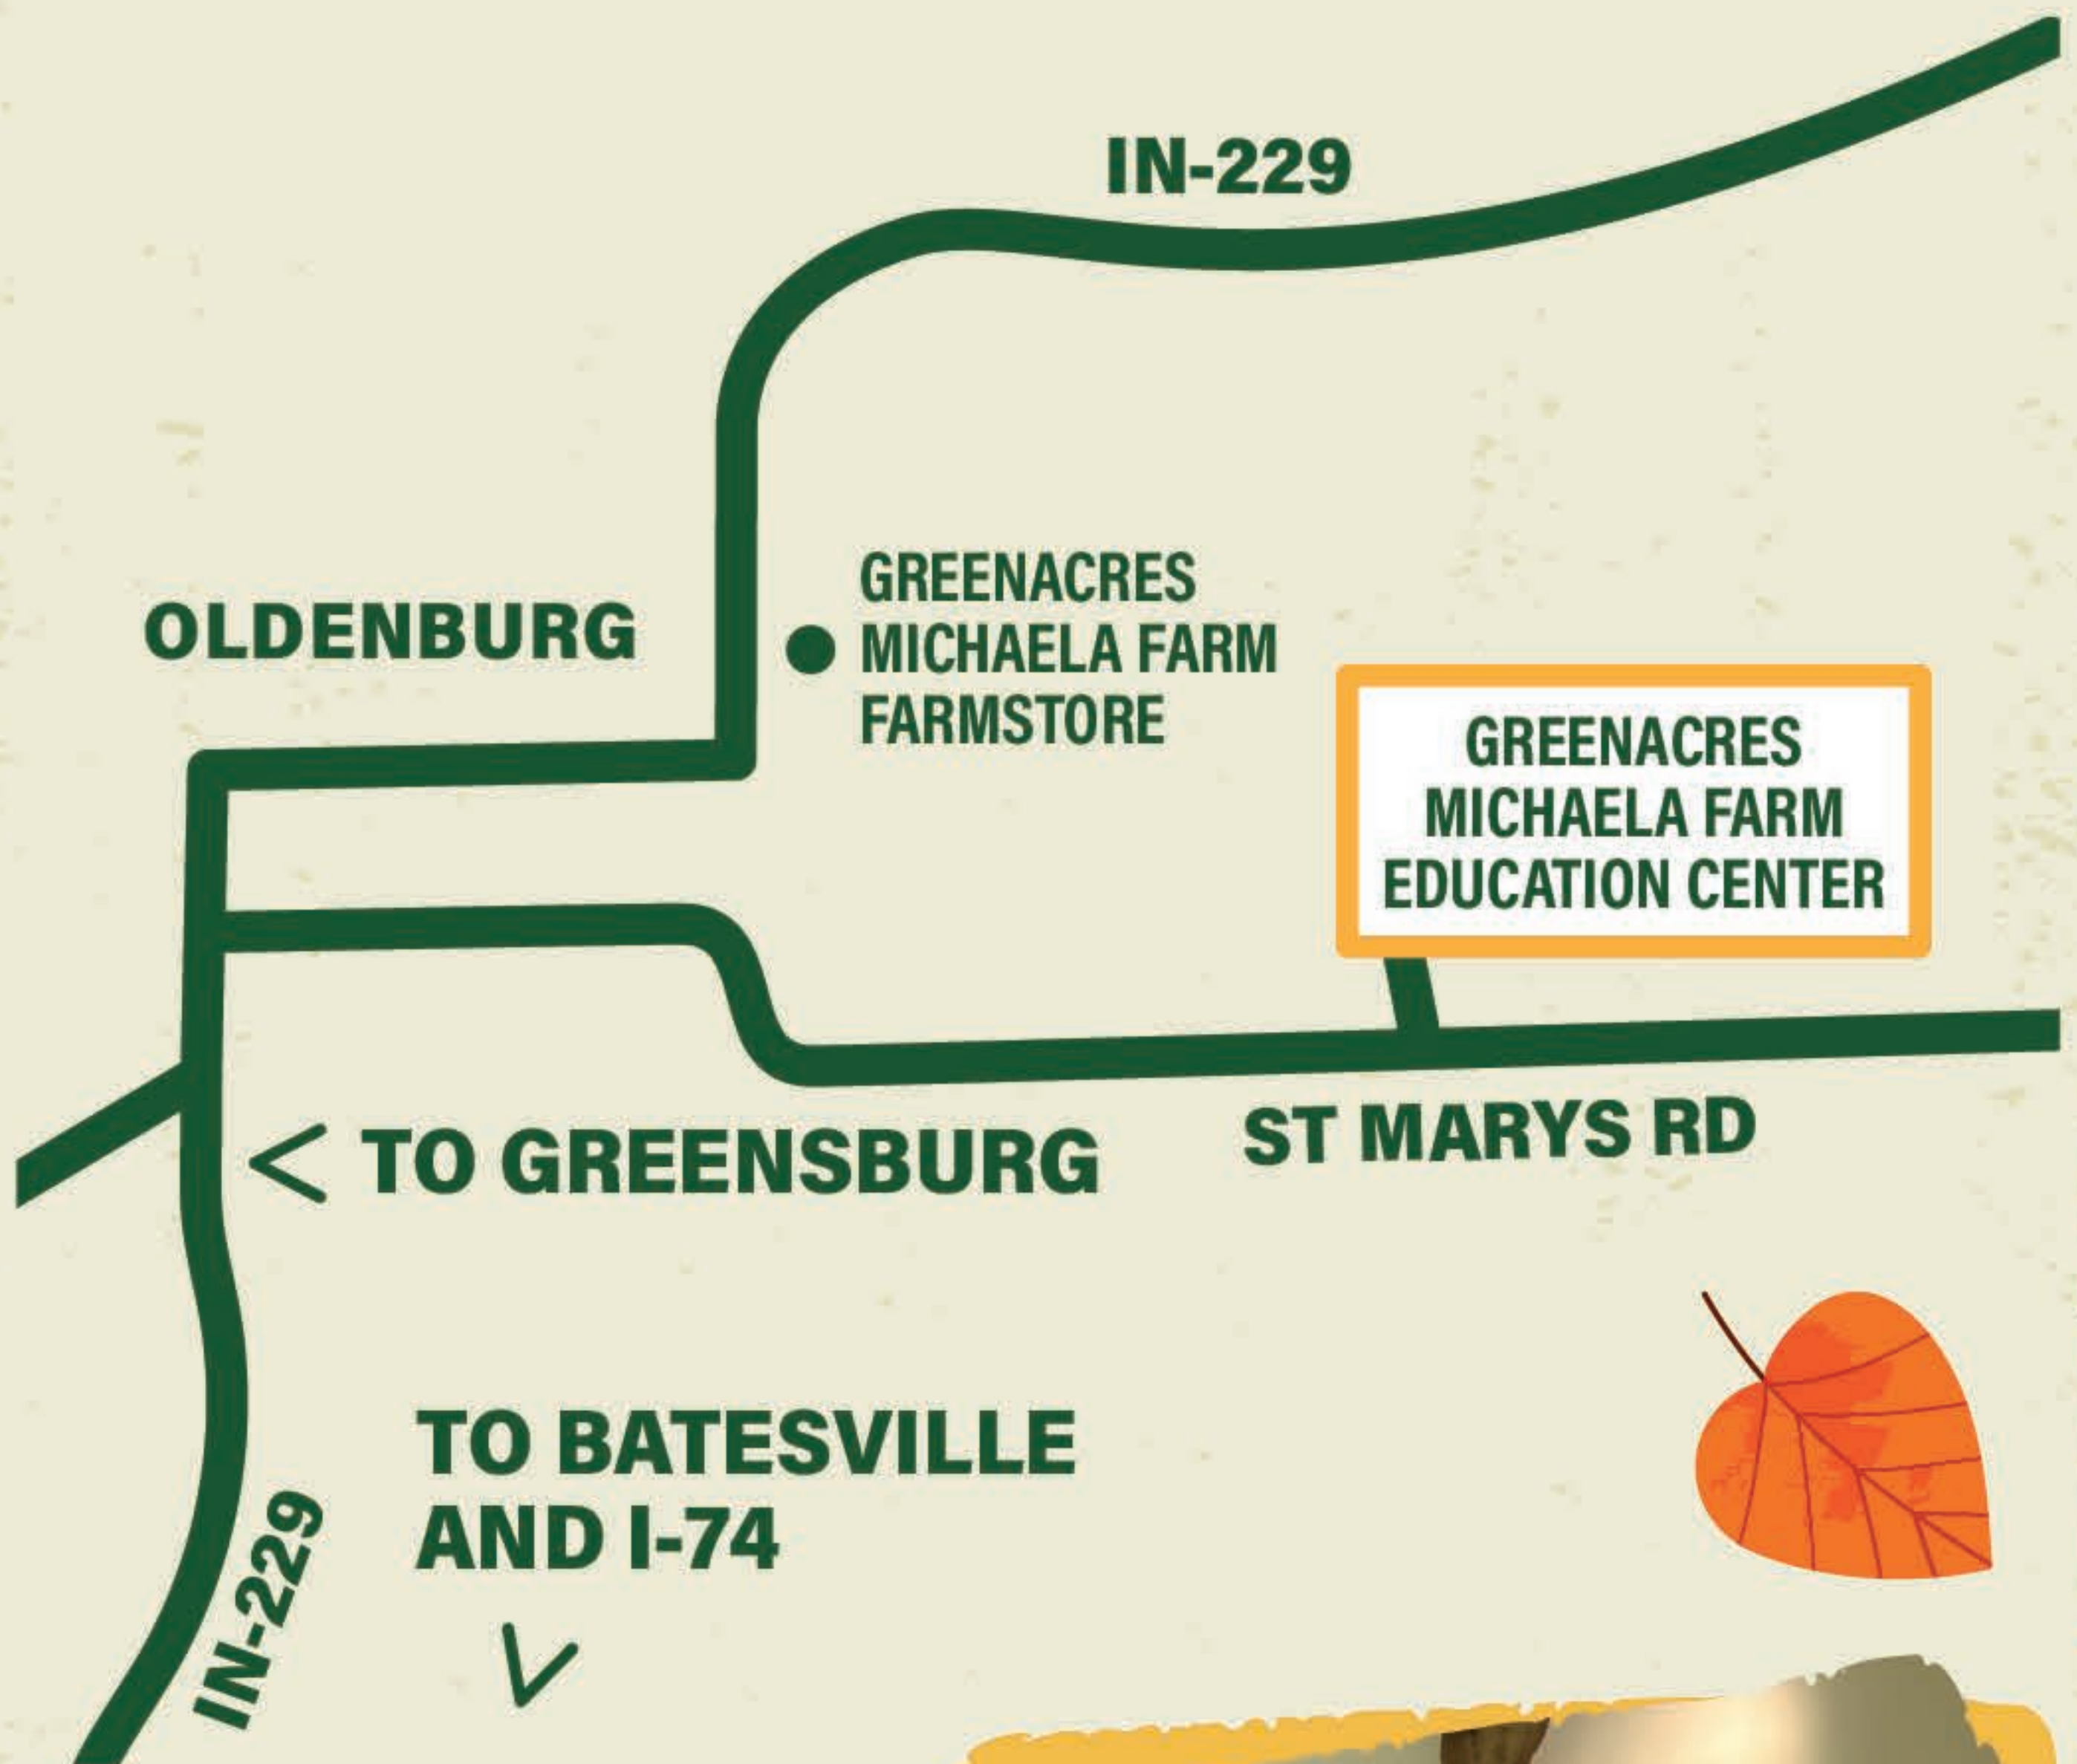 IN-229
GREENACRES
MICHAELA FARM
FARMSTORE
OLDENBURG
GREENACRES
MICHAELA FARM
EDUCATION CENTER
ST MARYS RD
< TO GREENSBURG
TO BATESVILLE
AND I-74
IN-229